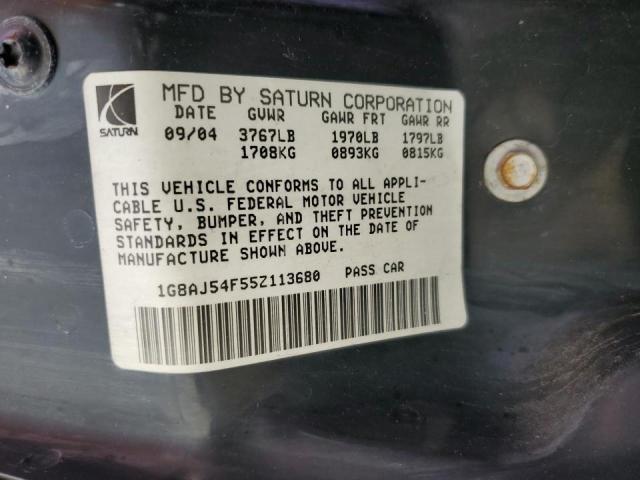 SATURN
MFD BY SATURN CORPORATION
DATE GVWR GAWR FRT GAWR RR
09/04 3767LB 1970LB 1797LB
1708KG 0893KG 0815KG
THIS VEHICLE CONFORMS TO ALL APPLI-
CABLE U.S. FEDERAL MOTOR VEHICLE
SAFETY, BUMPER, AND THEFT PREVENTION
STANDARDS IN EFFECT ON THE DATE OF
MANUFACTURE SHOWN ABOVE.
1G8AJ54F55Z113680 PASS CAR